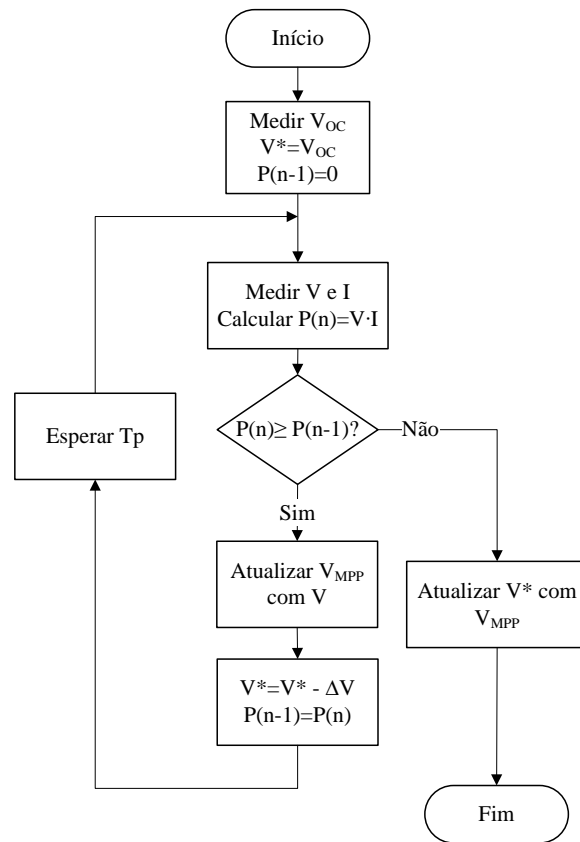 Início
Medir V_OC
V*=V_OC
P(n-1)=0
Medir V e I
Calcular P(n)=V·I
Esperar Tp
P(n)≥ P(n-1)?
Não
Sim
Atualizar V_MPP
com V
Atualizar V* com
V_MPP
V*=V* - ΔV
P(n-1)=P(n)
Fim